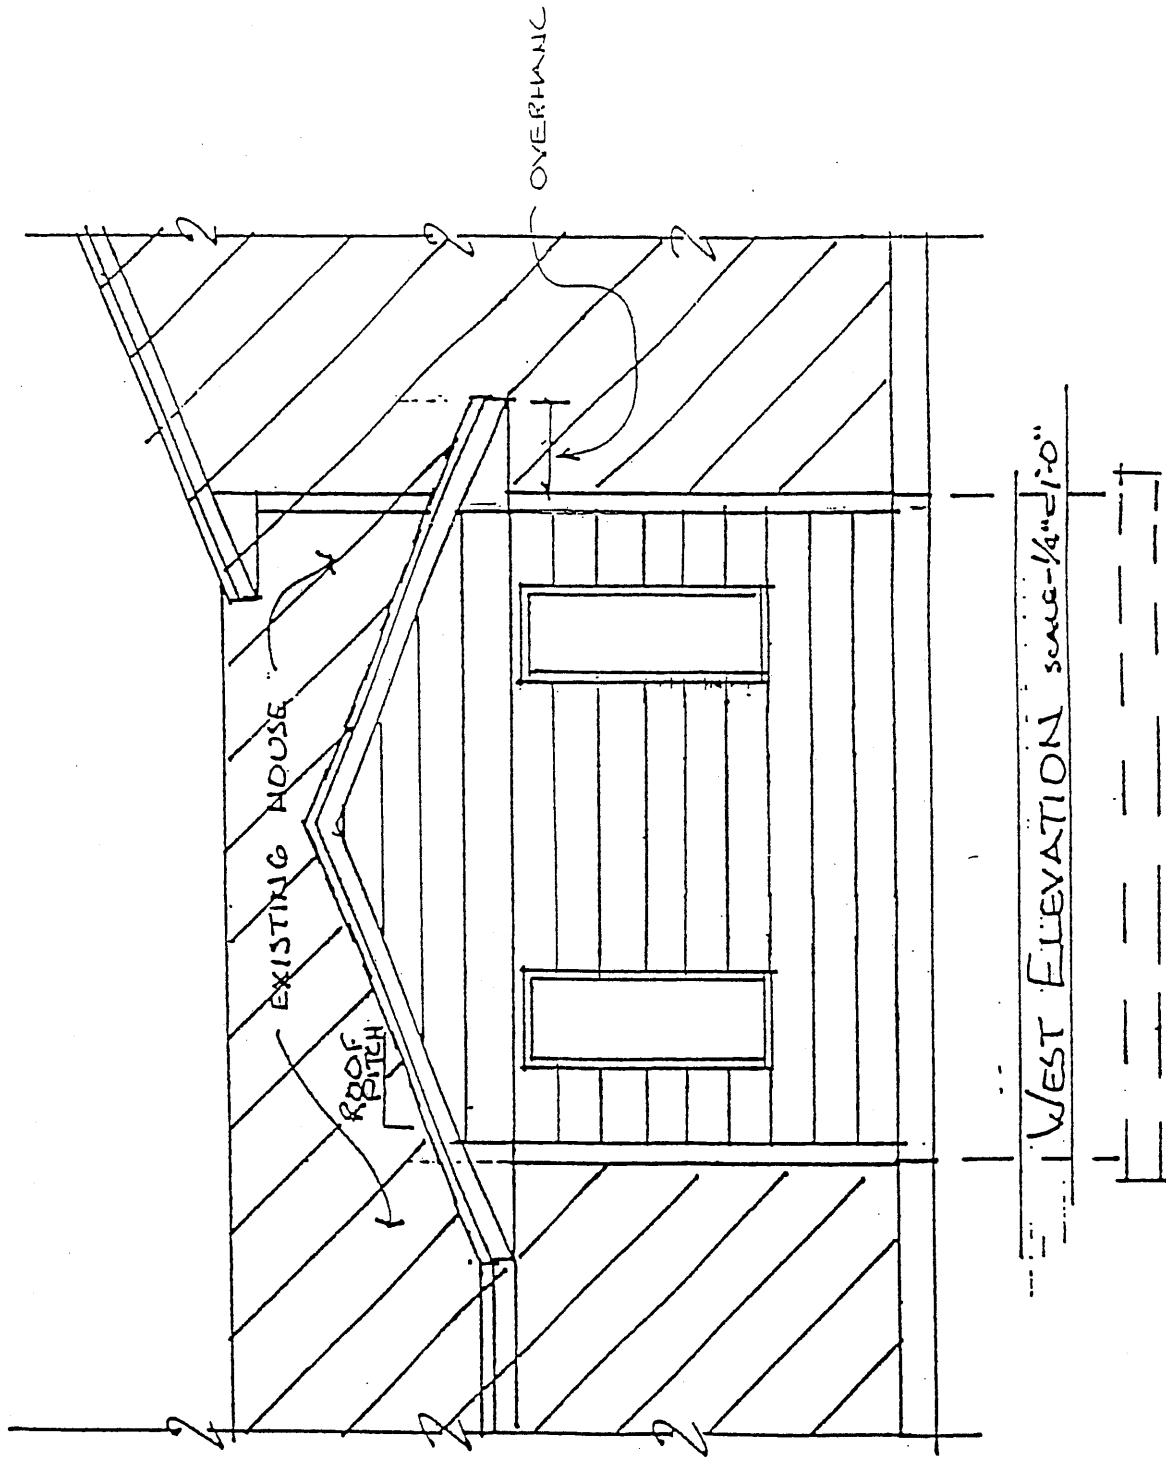 OVERHANG
EXISTING HOUSE
ROOF
PITCH
WEST ELEVATION SCALE-1/4"=1'-0"